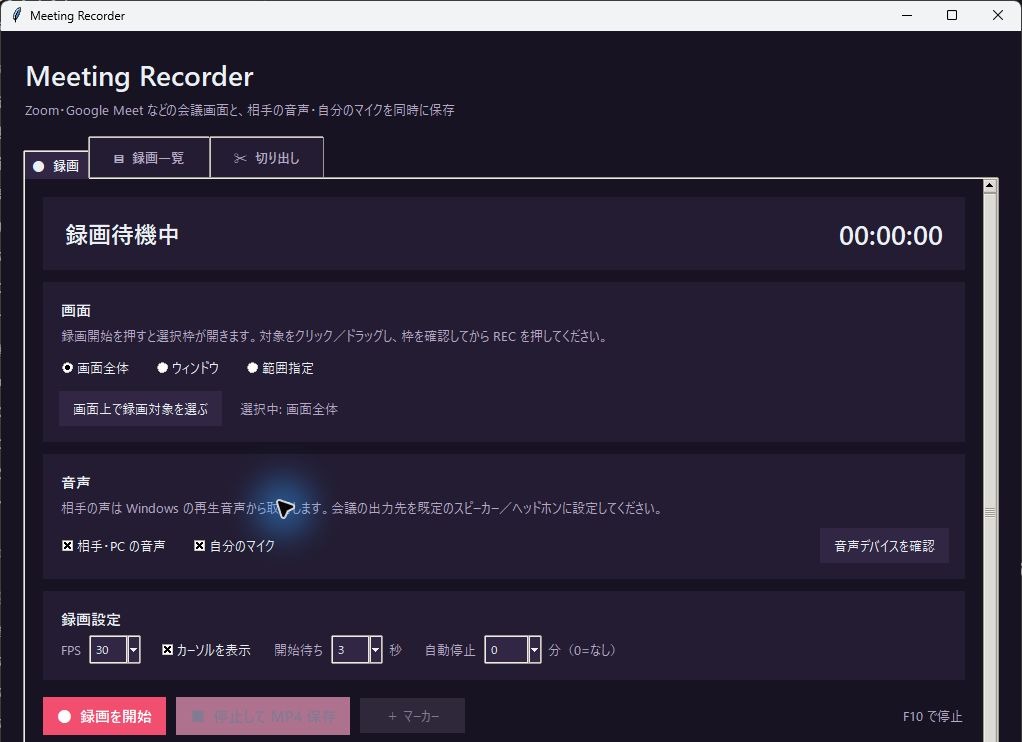 Meeting Recorder
Meeting Recorder
Zoom・Google Meet などの会議画面と、相手の音声・自分のマイクを同時に保存
録画 録画一覧 切り出し
録画待機中 00:00:00
画面
録画開始を押すと選択枠が開きます。対象をクリック／ドラッグし、枠を確認してから REC を押してください。
画面全体 ウィンドウ 範囲指定
画面上で録画対象を選ぶ 選択中: 画面全体
音声
相手の声は Windows の再生音声から取します。会議の出力先を既定のスピーカー／ヘッドホンに設定してください。
相手・PC の音声 自分のマイク 音声デバイスを確認
録画設定
FPS 30 カーソルを表示 開始待ち 3 秒 自動停止 0 分（0=なし）
録画を開始 停止して MP4 保存 + マーカー F10 で停止